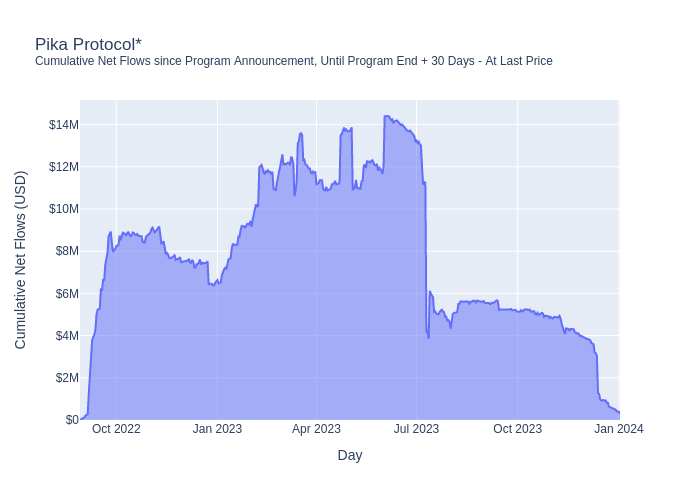 Pika Protocol*
Cumulative Net Flows since Program Announcement, Until Program End + 30 Days - At Last Price
Cumulative Net Flows (USD)
$14M
$12M
$10M
$8M
$6M
$4M
$2M
$0
Oct 2022
Jan 2023
Apr 2023
Jul 2023
Oct 2023
Jan 2024
Day